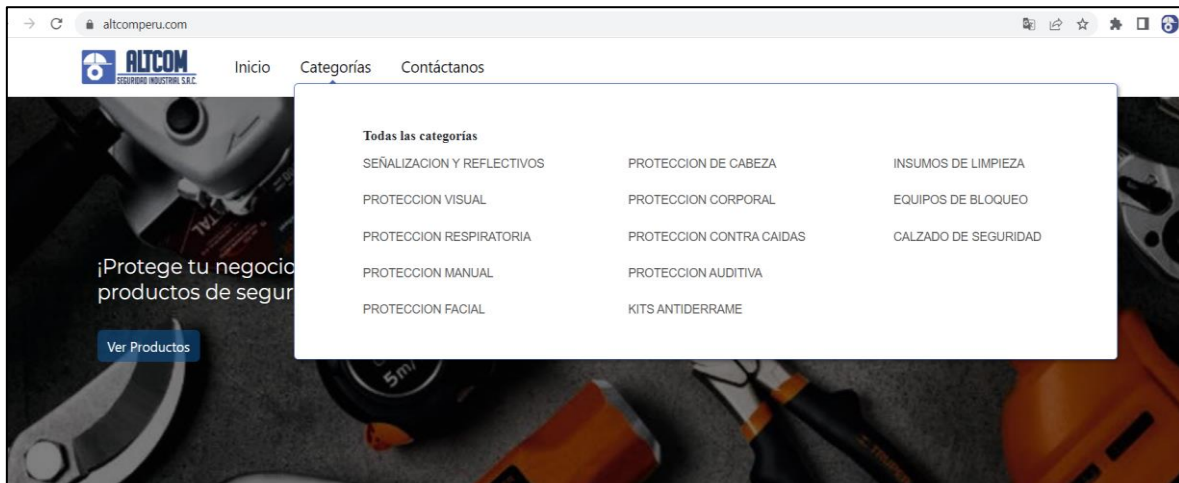 altcomperu.com
ALTCOM
SEGURIDAD INDUSTRIAL S.R.L.
Inicio Categorías Contáctanos
Todas las categorías
SEÑALIZACION Y REFLECTIVOS PROTECCION DE CABEZA INSUMOS DE LIMPIEZA
PROTECCION VISUAL PROTECCION CORPORAL EQUIPOS DE BLOQUEO
PROTECCION RESPIRATORIA PROTECCION CONTRA CAIDAS CALZADO DE SEGURIDAD
PROTECCION MANUAL PROTECCION AUDITIVA
PROTECCION FACIAL KITS ANTIDERRAME
¡Protege tu negocio
productos de segur
Ver Productos
5m